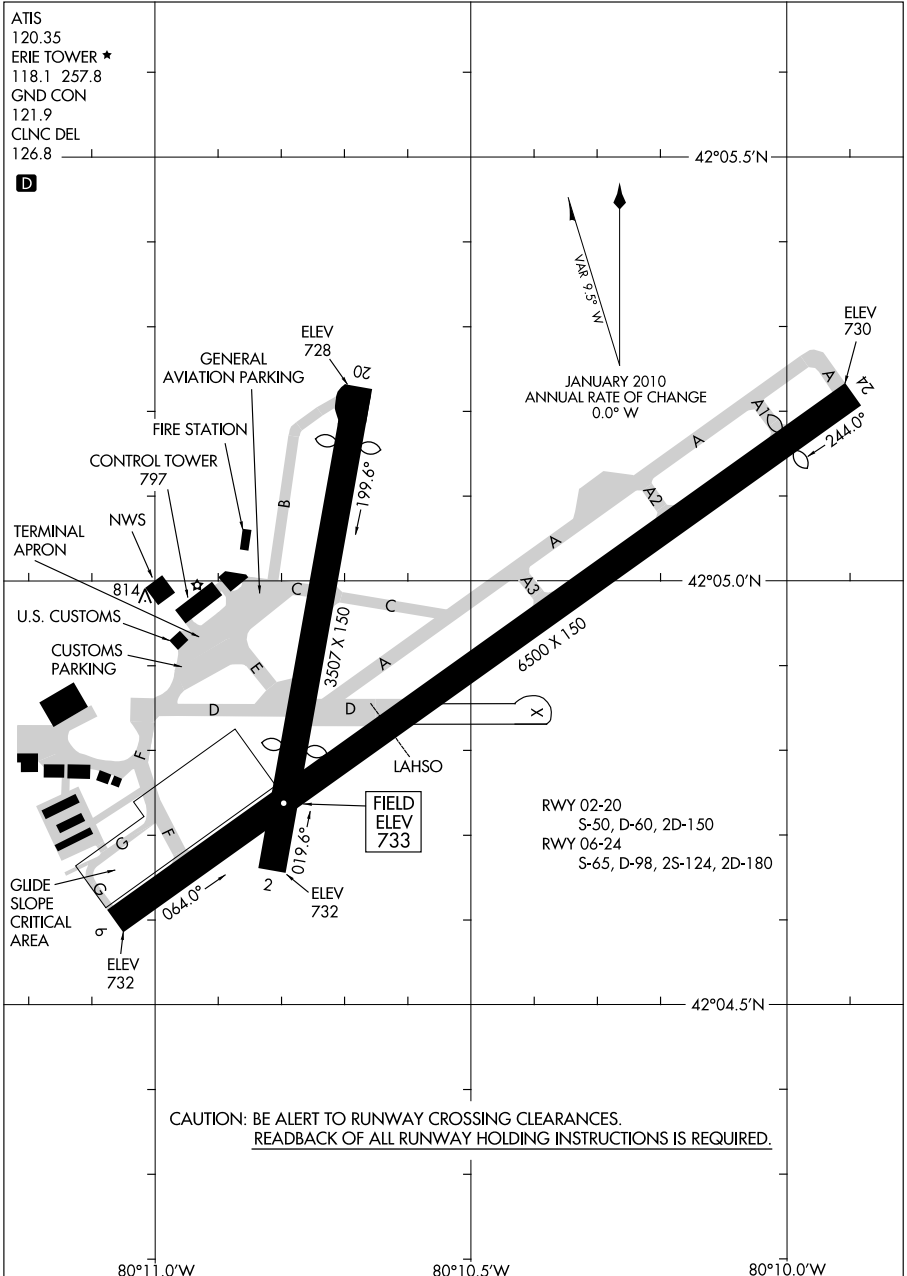 ATIS
120.35
ERIE TOWER ★
118.1 257.8
GND CON
121.9
CLNC DEL
126.8
D
42°05.5'N
VAR 9.5° W
JANUARY 2010
ANNUAL RATE OF CHANGE
0.0° W
ELEV
730
ELEV
728
20
GENERAL
AVIATION PARKING
A
24
A1
244.0°
FIRE STATION
A
CONTROL TOWER
797
199.6°
B
A2
NWS
TERMINAL
APRON
A
814
C
42°05.0'N
A3
C
U.S. CUSTOMS
CUSTOMS
PARKING
E
3507 X 150
A
6500 X 150
D
D
X
F
LAHSO
FIELD
ELEV
733
RWY 02-20
S-50, D-60, 2D-150
RWY 06-24
S-65, D-98, 2S-124, 2D-180
F
G
G
GLIDE
SLOPE
CRITICAL
AREA
064.0°
019.6°
2
ELEV
732
6
ELEV
732
42°04.5'N
CAUTION: BE ALERT TO RUNWAY CROSSING CLEARANCES.
READBACK OF ALL RUNWAY HOLDING INSTRUCTIONS IS REQUIRED.
80°11.0'W
80°10.5'W
80°10.0'W